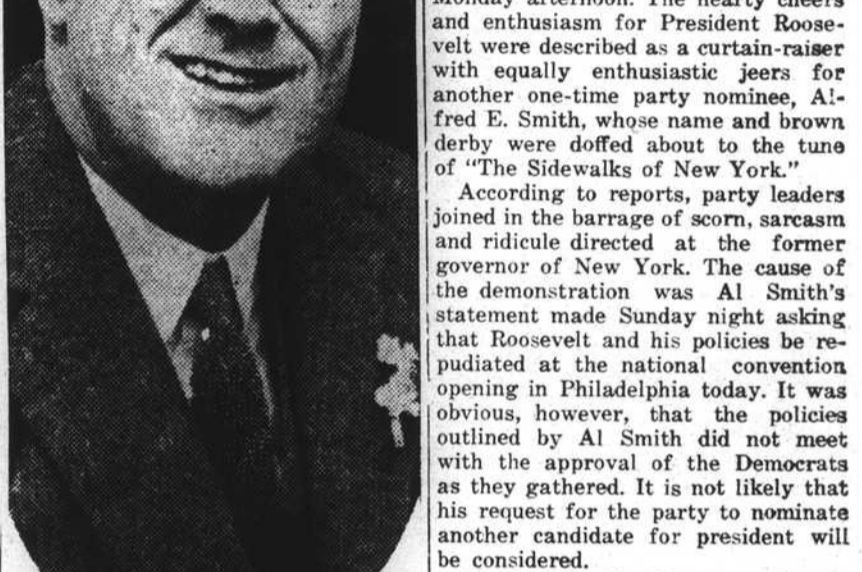 Monday afternoon. The hearty cheers
and enthusiasm for President Roose-
velt were described as a curtain-raiser
with equally enthusiastic jeers for
another one-time party nominee, Al-
fred E. Smith, whose name and brown
derby were doffed about to the tune
of "The Sidewalks of New York."
According to reports, party leaders
joined in the barrage of scorn, sarcasm
and ridicule directed at the former
governor of New York. The cause of
the demonstration was Al Smith's
statement made Sunday night asking
that Roosevelt and his policies be re-
pudiated at the national convention
opening in Philadelphia today. It was
obvious, however, that the policies
outlined by Al Smith did not meet
with the approval of the Democrats
as they gathered. It is not likely that
his request for the party to nominate
another candidate for president will
be considered.